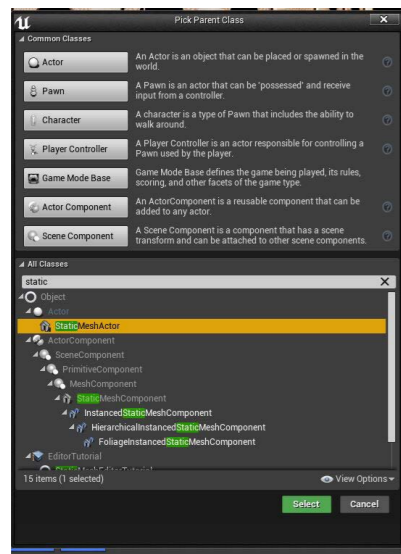 Pick Parent Class
Common Classes
Actor
An Actor is an object that can be placed or spawned in the
world.
Pawn
A Pawn is an actor that can be 'possessed' and receive
input from a controller.
Character
A character is a type of Pawn that includes the ability to
walk around.
Player Controller
A Player Controller is an actor responsible for controlling a
Pawn used by the player.
Game Mode Base
Game Mode Base defines the game being played, its rules,
scoring, and other facets of the game type.
Actor Component
An ActorComponent is a reusable component that can be
added to any actor.
Scene Component
A Scene Component is a component that has a scene
transform and can be attached to other scene components.
All Classes
static
Object
Actor
StaticMeshActor
ActorComponent
SceneComponent
PrimitiveComponent
MeshComponent
StaticMeshComponent
InstancedStaticMeshComponent
HierarchicalInstancedStaticMeshComponent
FoliageInstancedStaticMeshComponent
EditorTutorial
StaticMeshEditorTutorial
15 items (1 selected)
View Options
Select
Cancel